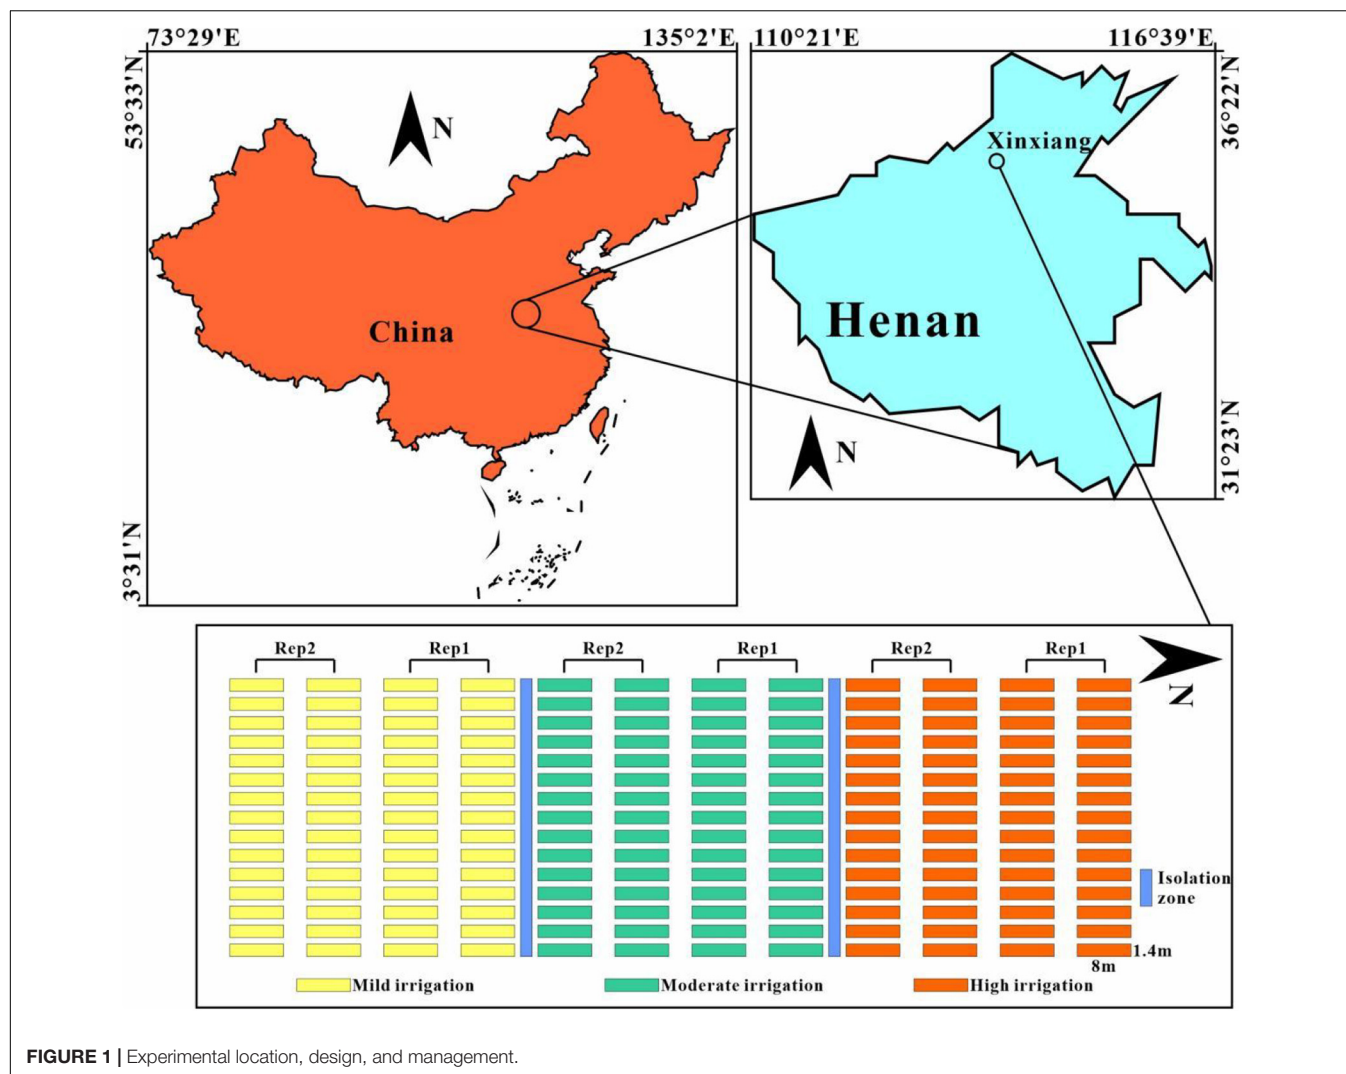 73°29'E
135°2'E
110°21'E
116°39'E
53°33'N
36°22'N
N
Xinxiang
China
Henan
N
3°31'N
31°23'N
Rep2
Rep1
Rep2
Rep1
Rep2
Rep1
N
Isolation
zone
1.4m
8m
Mild irrigation
Moderate irrigation
High irrigation
FIGURE 1 | Experimental location, design, and management.